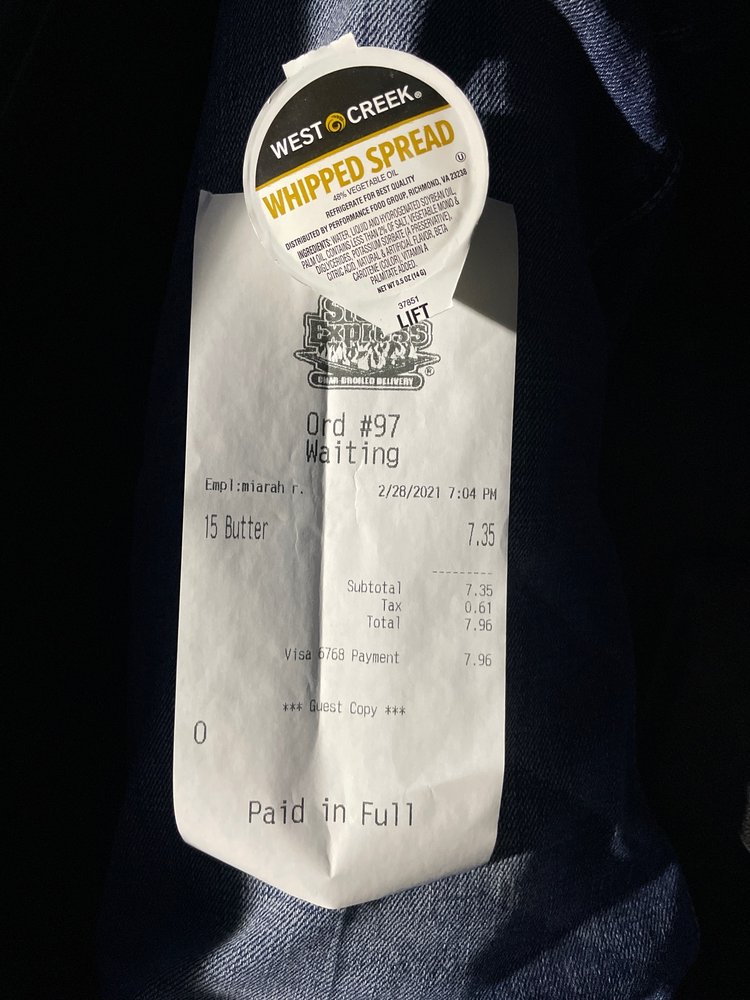 WEST CREEK®
WHIPPED SPREAD
48% VEGETABLE OIL
REFRIGERATE FOR BEST QUALITY
DISTRIBUTED BY PERFORMANCE FOOD GROUP, RICHMOND, VA 23238
INGREDIENTS: WATER, LIQUID AND HYDROGENATED SOYBEAN OIL,
PALM OIL, CONTAINS LESS THAN 2% OF SALT, VEGETABLE MONO &
DIGLYCERIDES, POTASSIUM SORBATE (A PRESERVATIVE),
CITRIC ACID, NATURAL & ARTIFICIAL FLAVOR, BETA
CAROTENE (COLOR), VITAMIN A
PALMITATE ADDED.
NET WT 0.5 OZ (14 G)
37851
LIFT
Express
CHAR-BROILED DELIVERY ®
Ord #97
Waiting
Empl:miarah r. 2/28/2021 7:04 PM
15 Butter 7.35
Subtotal 7.35
Tax 0.61
Total 7.96
Visa 6768 Payment 7.96
*** Guest Copy ***
0
Paid in Full